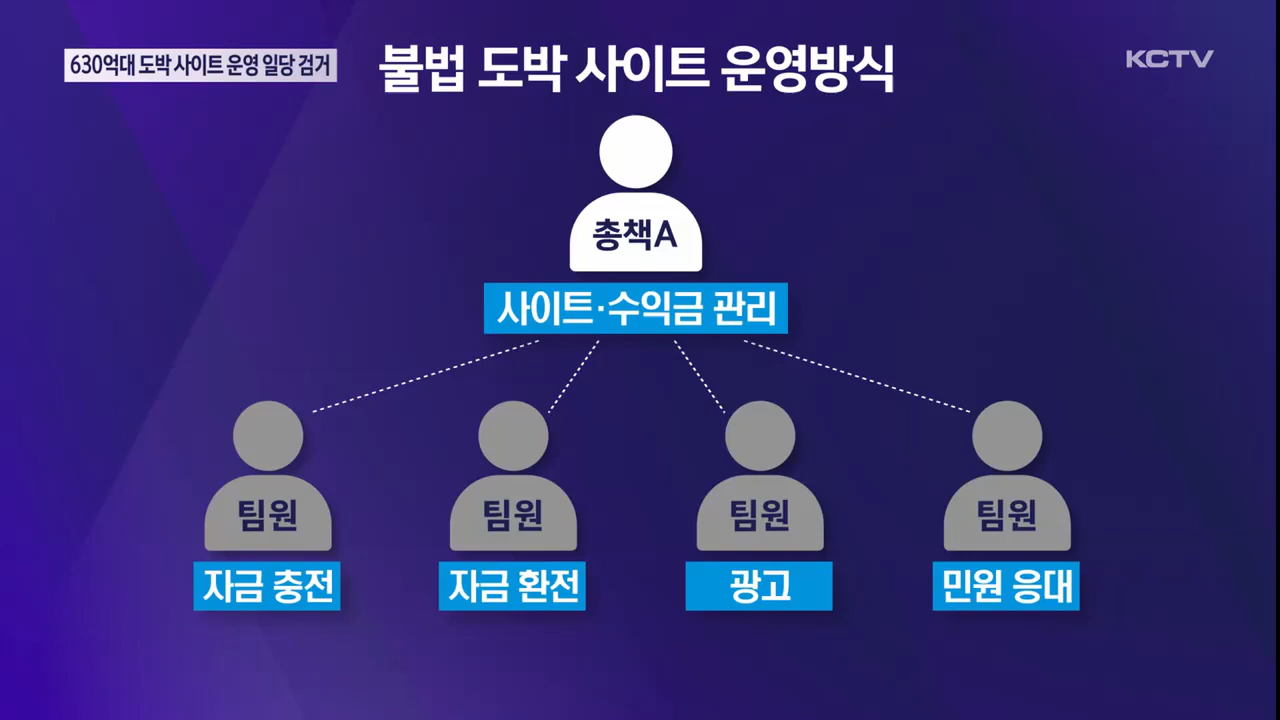 630억대 도박 사이트 운영 일당 검거
불법 도박 사이트 운영방식
KCTV
총책A
사이트·수익금 관리
팀원
팀원
팀원
팀원
자금 충전
자금 환전
광고
민원 응대